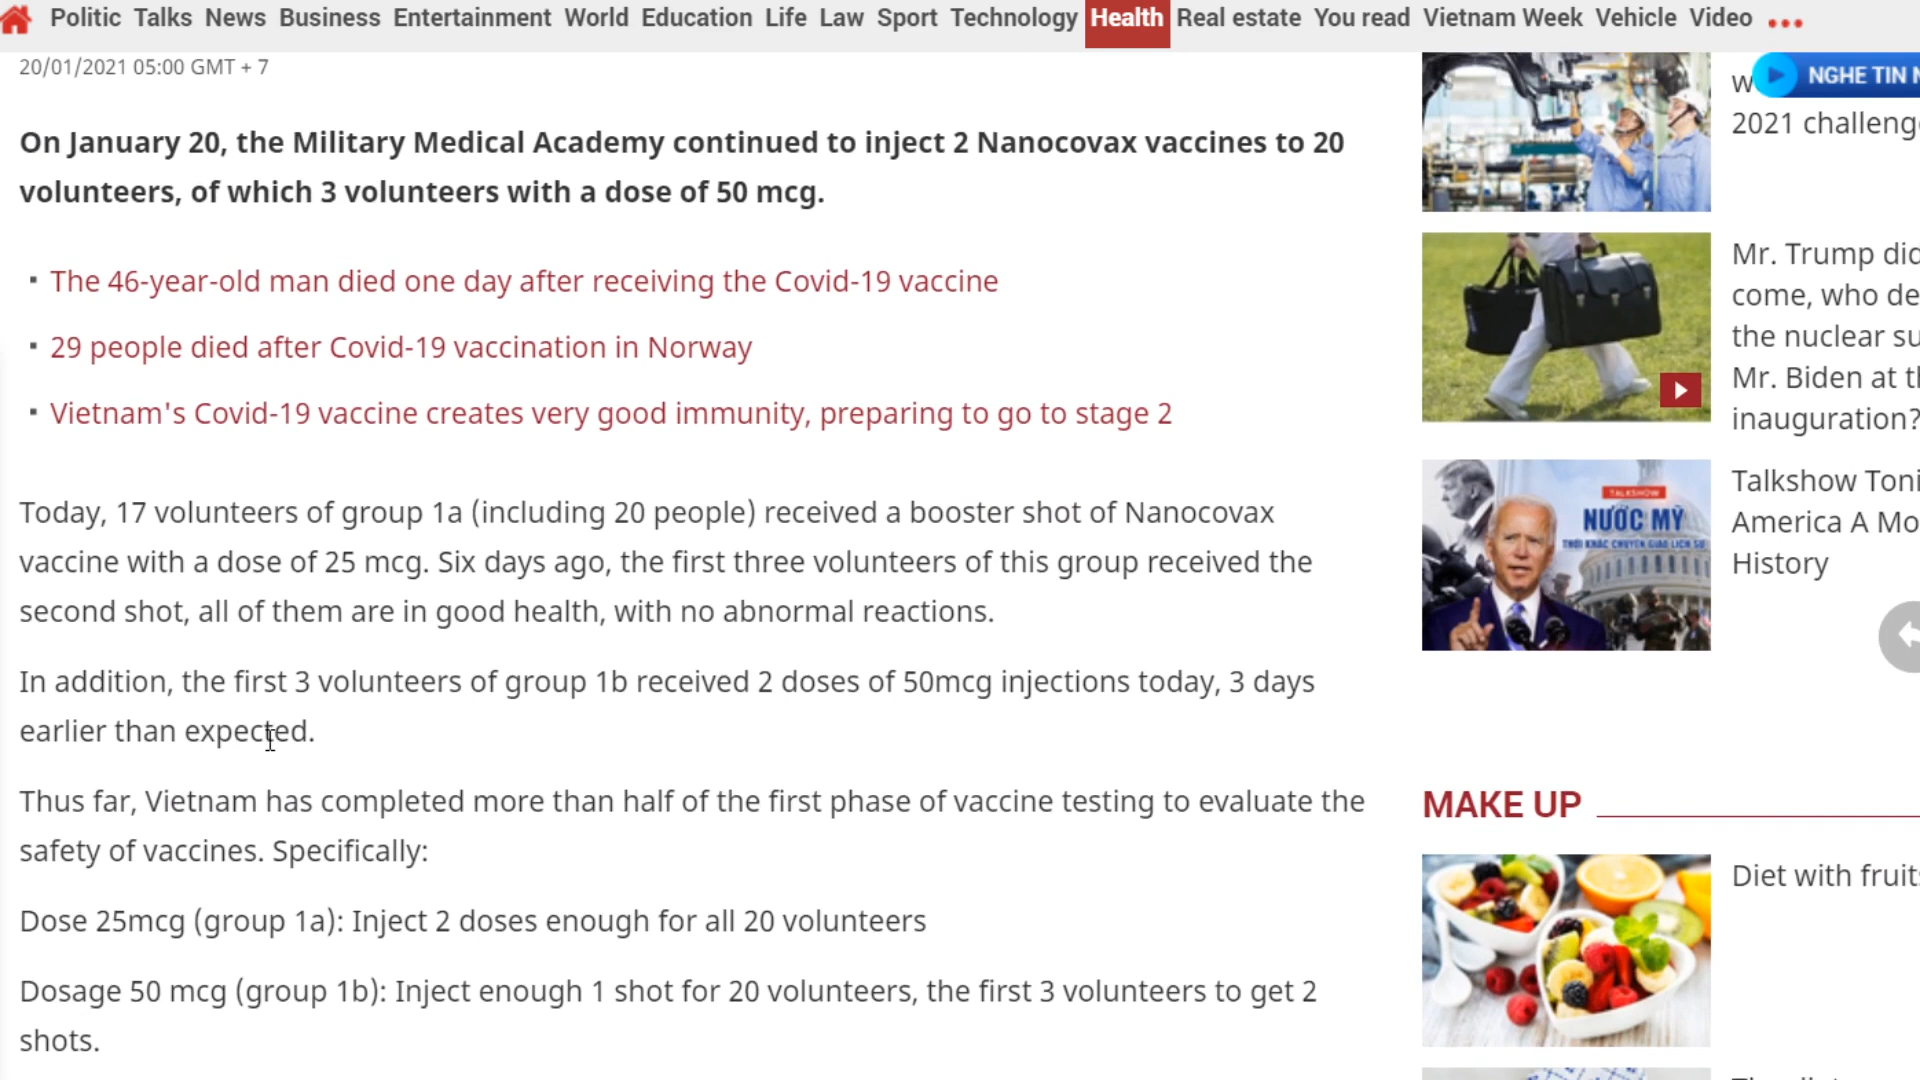 Politic Talks News Business Entertainment World Education Life Law Sport Technology Health Real estate You read Vietnam Week Vehicle Video
20/01/2021 05:00 GMT + 7
On January 20, the Military Medical Academy continued to inject 2 Nanocovax vaccines to 20
volunteers, of which 3 volunteers with a dose of 50 mcg.
The 46-year-old man died one day after receiving the Covid-19 vaccine
29 people died after Covid-19 vaccination in Norway
Vietnam's Covid-19 vaccine creates very good immunity, preparing to go to stage 2
Today, 17 volunteers of group 1a (including 20 people) received a booster shot of Nanocovax
vaccine with a dose of 25 mcg. Six days ago, the first three volunteers of this group received the
second shot, all of them are in good health, with no abnormal reactions.
In addition, the first 3 volunteers of group 1b received 2 doses of 50mcg injections today, 3 days
earlier than expected.
Thus far, Vietnam has completed more than half of the first phase of vaccine testing to evaluate the
safety of vaccines. Specifically:
Dose 25mcg (group 1a): Inject 2 doses enough for all 20 volunteers
Dosage 50 mcg (group 1b): Inject enough 1 shot for 20 volunteers, the first 3 volunteers to get 2
shots.
NGHE TIN
2021
Mr. Trump did
come, who
the nuclear
Mr. Biden at
inauguration?
TALKSHOW
NƯỚC MỸ
THỜI KHẮC CHUYỂN GIAO LỊCH SỬ
Talkshow
America A
History
MAKE UP
Diet with